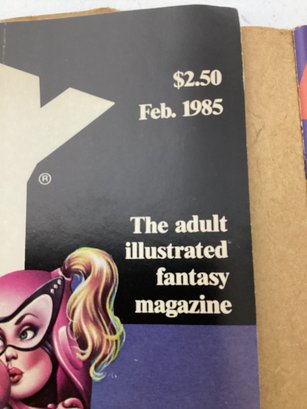 $2.50
Feb. 1985
®
The adult
illustrated
fantasy
magazine